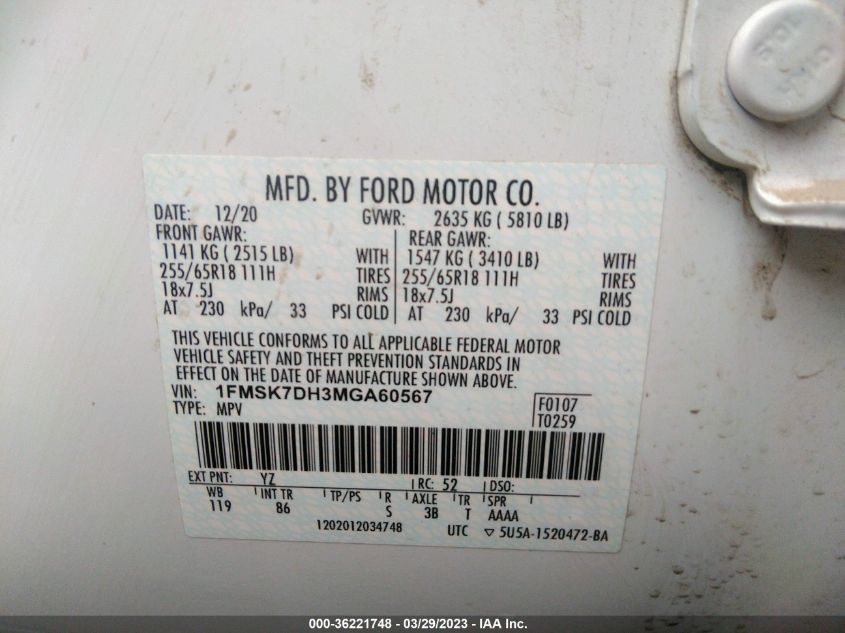 MFD. BY FORD MOTOR CO.
DATE: 12/20 GVWR: 2635 KG ( 5810 LB)
FRONT GAWR: REAR GAWR:
1141 KG ( 2515 LB) WITH 1547 KG ( 3410 LB) WITH
255/65R18 111H TIRES 255/65R18 111H TIRES
18x7.5J RIMS 18x7.5J RIMS
AT 230 kPa/ 33 PSI COLD AT 230 kPa/ 33 PSI COLD
THIS VEHICLE CONFORMS TO ALL APPLICABLE FEDERAL MOTOR
VEHICLE SAFETY AND THEFT PREVENTION STANDARDS IN
EFFECT ON THE DATE OF MANUFACTURE SHOWN ABOVE.
VIN: 1FMSK7DH3MGA60567 F0107
TYPE: MPV T0259
EXT PNT: YZ RC: 52 DSO:
WB INT TR TP/PS R AXLE TR SPR
119 86 S 3B T AAAA
1202012034748 UTC ▽ 5U5A-1520472-BA
000-36221748 - 03/29/2023 - IAA Inc.